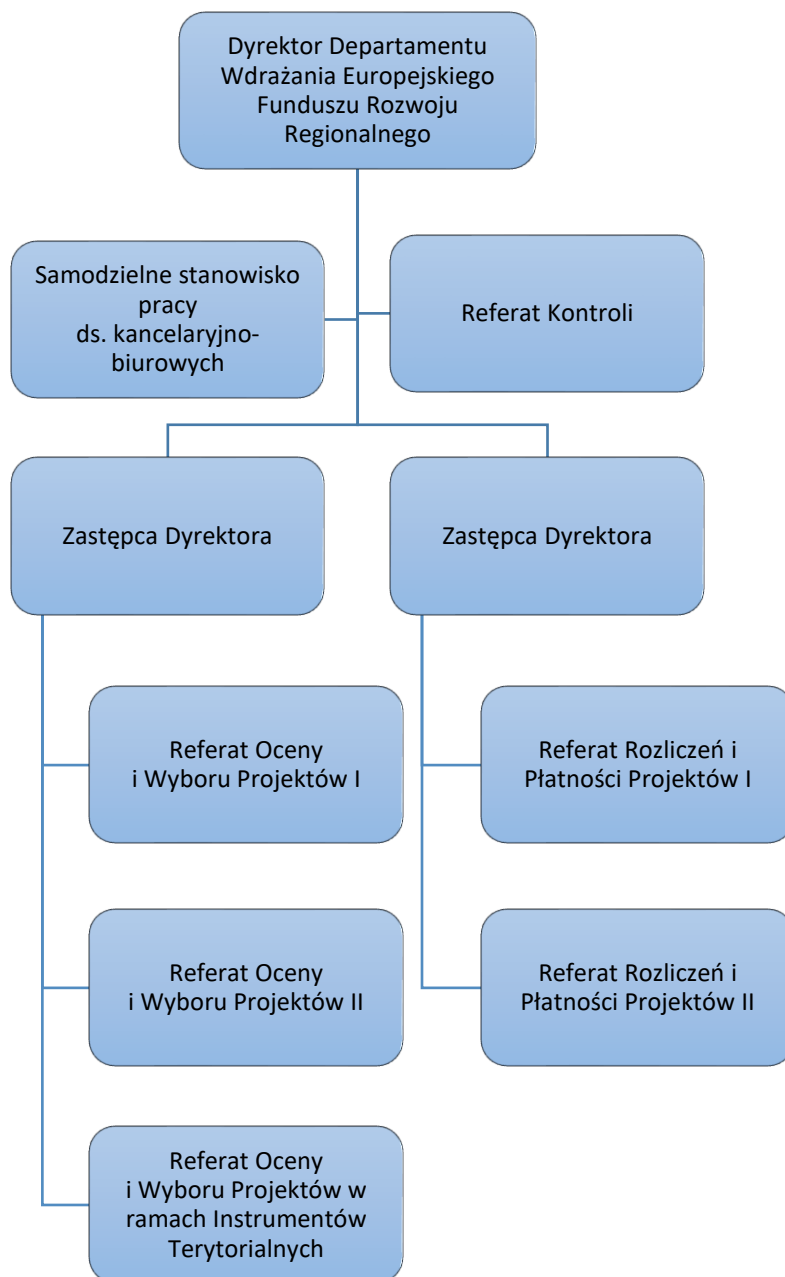 Dyrektor Departamentu
Wdrażania Europejskiego
Funduszu Rozwoju
Regionalnego
Samodzielne stanowisko
pracy
ds. kancelaryjno-
biurowych
Referat Kontroli
Zastępca Dyrektora
Zastępca Dyrektora
Referat Oceny
i Wyboru Projektów I
Referat Rozliczeń i
Płatności Projektów I
Referat Oceny
i Wyboru Projektów II
Referat Rozliczeń i
Płatności Projektów II
Referat Oceny
i Wyboru Projektów w
ramach Instrumentów
Terytorialnych